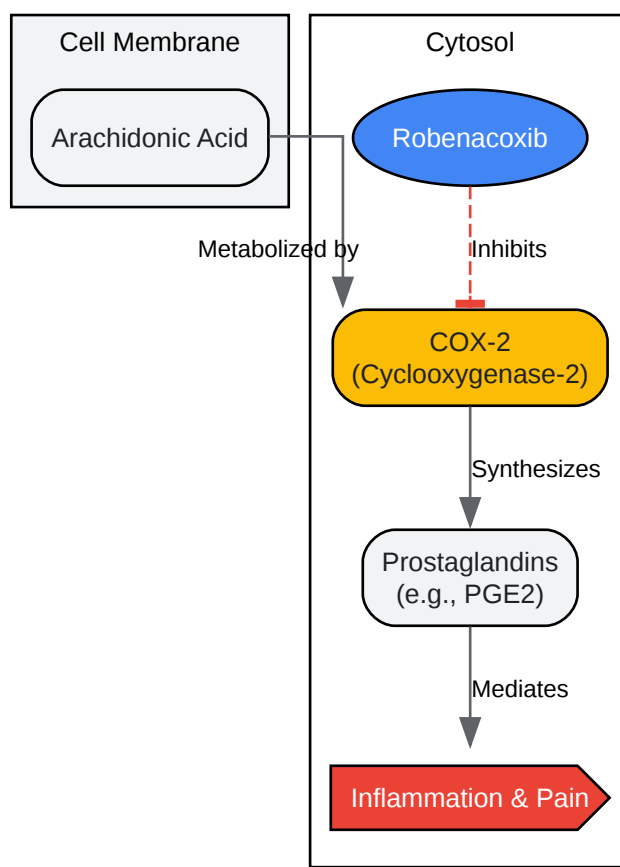 Cell Membrane
Arachidonic Acid
Cytosol
Robenacoxib
Metabolized by
Inhibits
COX-2
(Cyclooxygenase-2)
Synthesizes
Prostaglandins
(e.g., PGE2)
Mediates
Inflammation & Pain